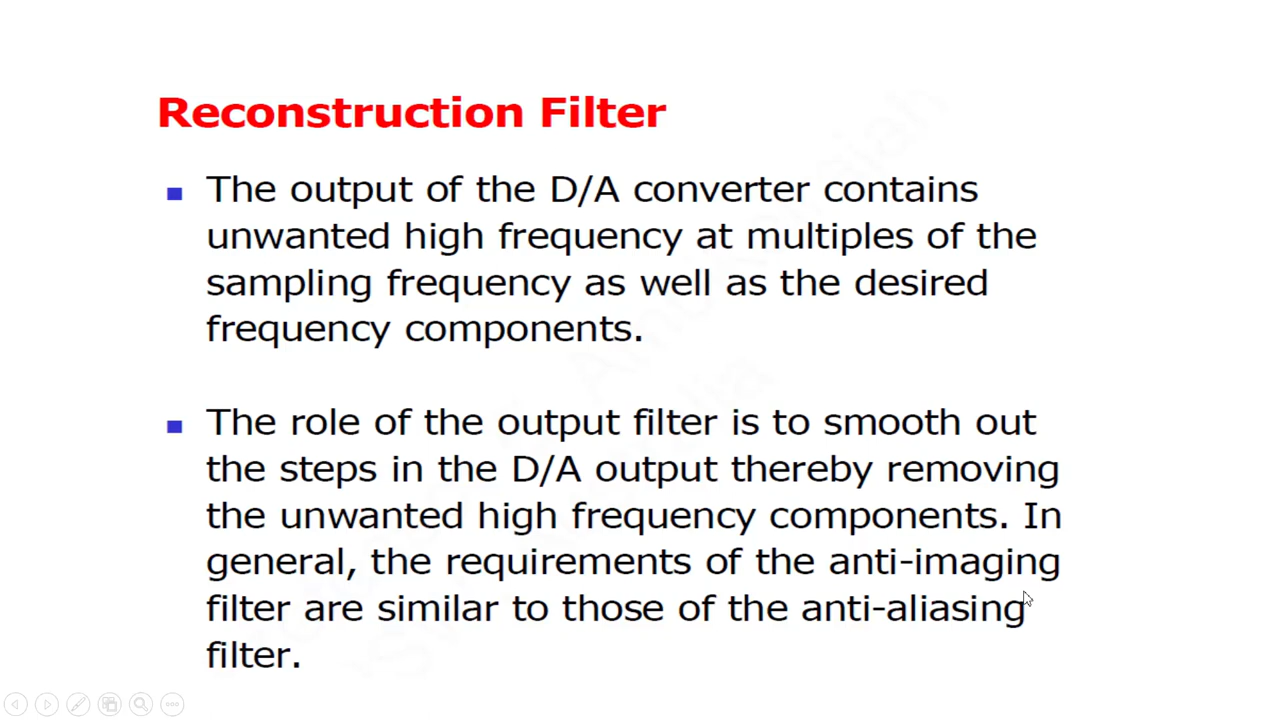 Reconstruction Filter
The output of the D/A converter contains
unwanted high frequency at multiples of the
sampling frequency as well as the desired
frequency components.
The role of the output filter is to smooth out
the steps in the D/A output thereby removing
the unwanted high frequency components. In
general, the requirements of the anti-imaging
filter are similar to those of the anti-aliasing
filter.